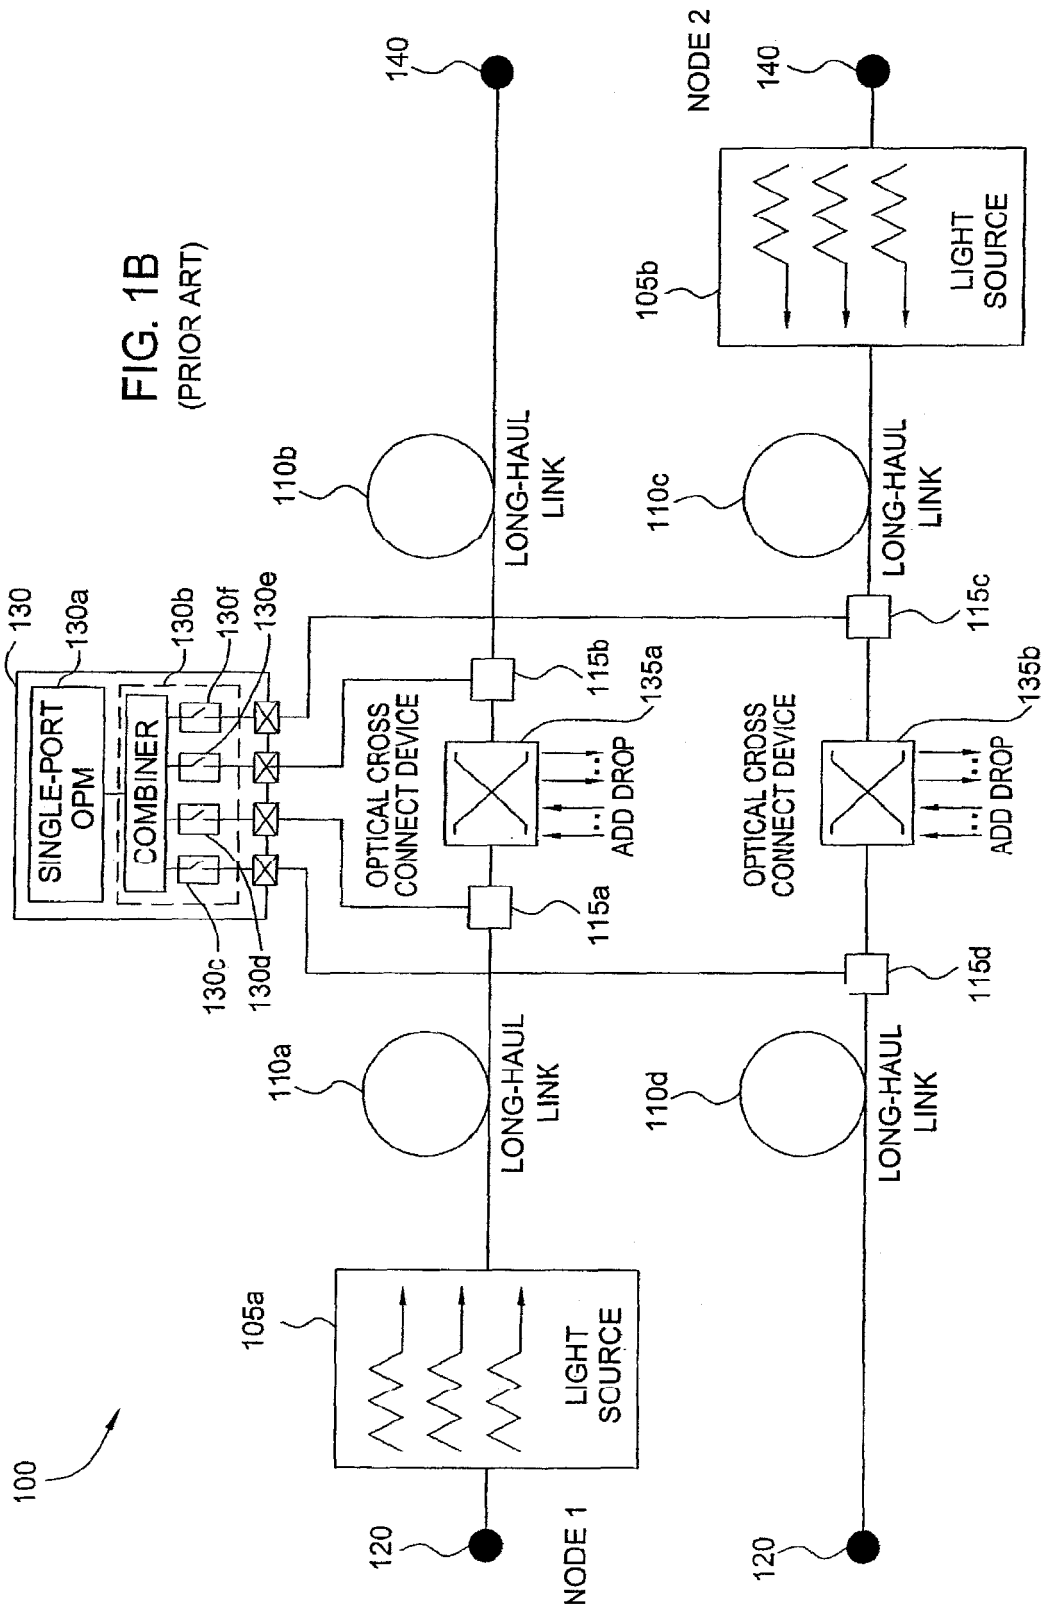 FIG. 1B
(PRIOR ART)
100
130
130a
130b
130f
130e
SINGLE-PORT
OPM
COMBINER
130c
130d
NODE 1
120
105a
LIGHT
SOURCE
110a
LONG-HAUL
LINK
115a
OPTICAL CROSS
CONNECT DEVICE
135a
ADD DROP
115b
110b
LONG-HAUL
LINK
140
120
110d
LONG-HAUL
LINK
115d
OPTICAL CROSS
CONNECT DEVICE
135b
ADD DROP
115c
110c
LONG-HAUL
LINK
105b
LIGHT
SOURCE
NODE 2
140